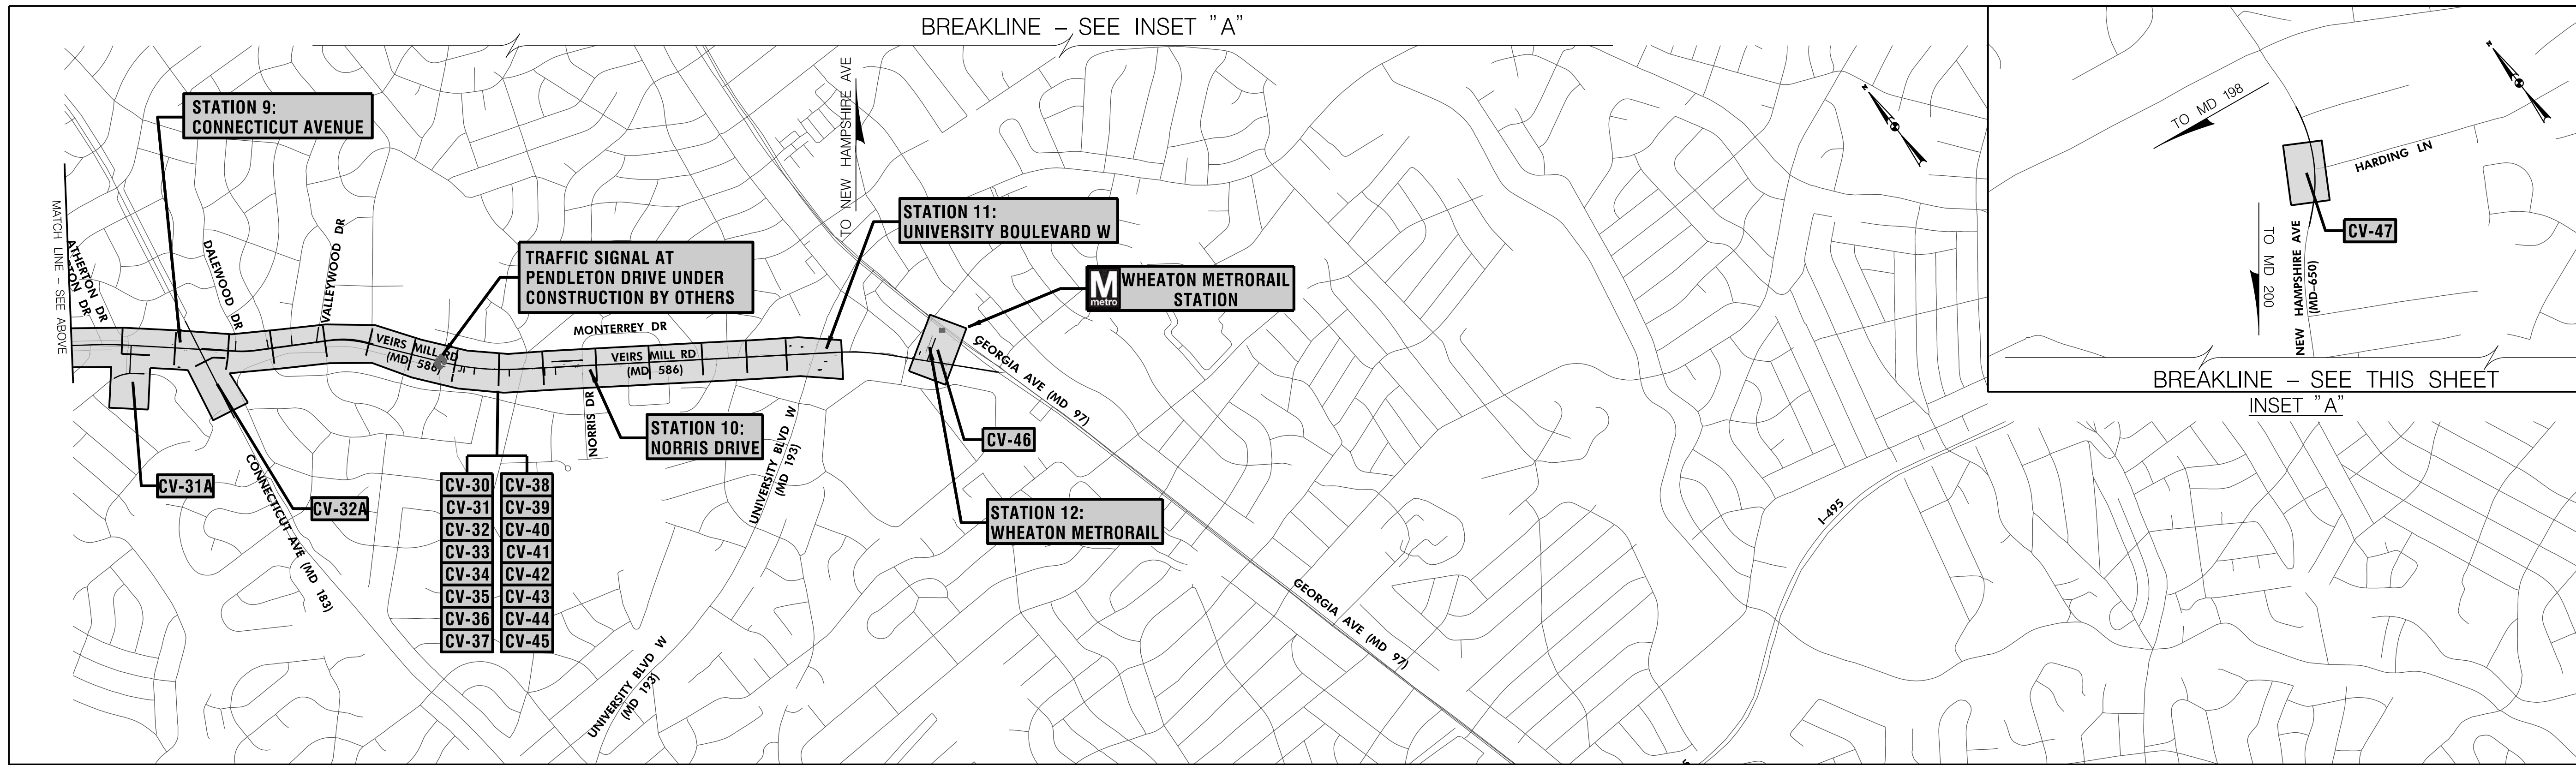 BREAKLINE – SEE INSET "A"
STATION 9:
CONNECTICUT AVENUE
MATCH LINE – SEE ABOVE
ATHERTON DR
TON DR
DALEWOOD DR
VALLEYWOOD DR
TRAFFIC SIGNAL AT
PENDLETON DRIVE UNDER
CONSTRUCTION BY OTHERS
VEIRS MILL RD
(MD 586)
MONTERREY DR
VEIRS MILL RD
(MD 586)
TO NEW HAMPSHIRE AVE
STATION 11:
UNIVERSITY BOULEVARD W
M
metro
WHEATON METRORAIL
STATION
N
GEORGIA AVE (MD 97)
NORRIS DR
STATION 10:
NORRIS DRIVE
UNIVERSITY BLVD W
(MD 193)
CV-46
STATION 12:
WHEATON METRORAIL
CV-31A
CV-32A
CONNECTICUT AVE (MD 183)
CV-30
CV-31
CV-32
CV-33
CV-34
CV-35
CV-36
CV-37
CV-38
CV-39
CV-40
CV-41
CV-42
CV-43
CV-44
CV-45
UNIVERSITY BLVD W
(MD 193)
GEORGIA AVE (MD 97)
I-495
TO MD 198
N
HARDING LN
CV-47
TO MD 200
NEW HAMPSHIRE AVE
(MD-650)
BREAKLINE – SEE THIS SHEET
INSET "A"